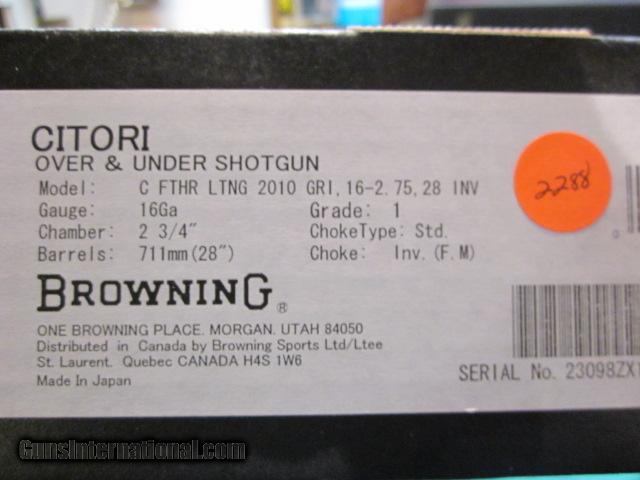 CITORI
OVER & UNDER SHOTGUN
Model: C FTHR LTNG 2010 GRI, 16-2.75, 28 INV
Gauge: 16Ga Grade: 1
Chamber: 2 3/4" ChokeType: Std.
Barrels: 711mm(28") Choke: Inv.(F.M)
2288
BROWNING®
ONE BROWNING PLACE. MORGAN. UTAH 84050
Distributed in Canada by Browning Sports Ltd/Ltee
St. Laurent. Quebec CANADA H4S 1W6
Made In Japan
SERIAL No. 23098ZX1
GunsInternational.com